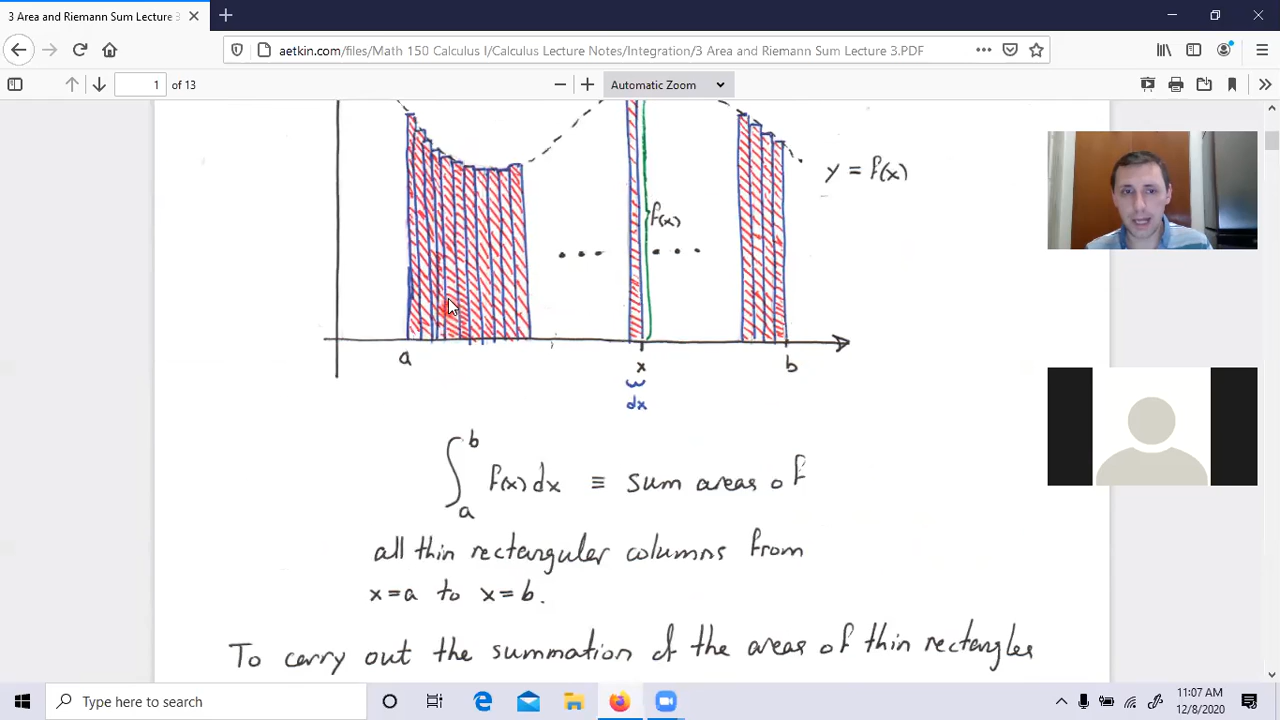 3 Area and Riemann Sum Lecture 3
aetkin.com/files/Math 150 Calculus I/Calculus Lecture Notes/Integration/3 Area and Riemann Sum Lecture 3.PDF
1 of 13
Automatic Zoom
y = f(x)
f(x)
a
x
b
dx
∫ₐᵇ f(x) dx ≡ sum areas of
all thin rectangular columns from
x=a to x=b.
To carry out the summation of the areas of thin rectangles
Type here to search
11:07 AM
12/8/2020